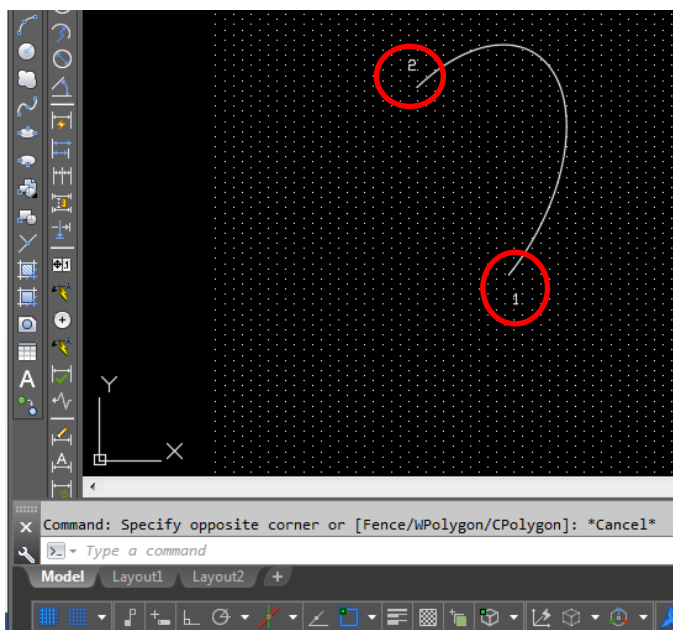 2
1
A
A
Y
X
Command: Specify opposite corner or [Fence/WPolygon/CPolygon]: *Cancel*
Type a command
Model Layout1 Layout2 +